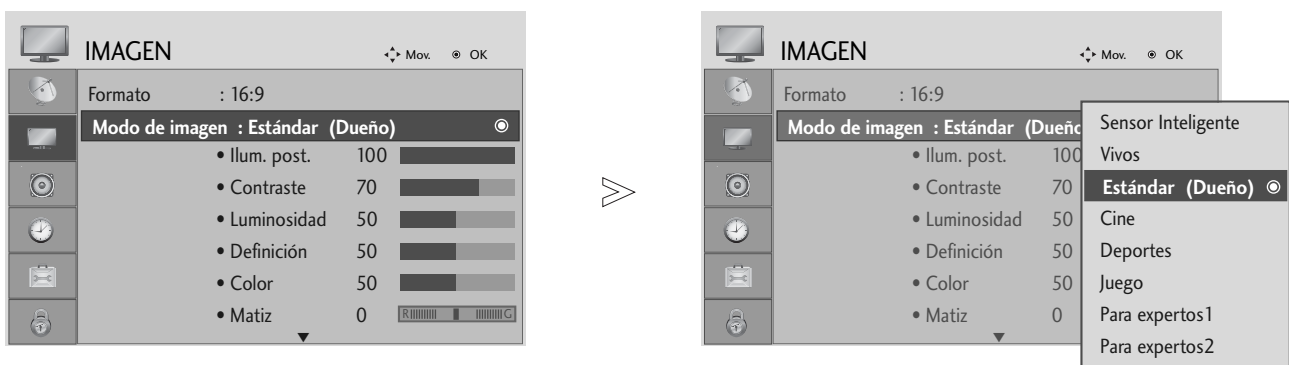 IMAGEN Mov. OK
Formato : 16:9
Modo de imagen : Estándar (Dueño)
• Ilum. post. 100
• Contraste 70
• Luminosidad 50
• Definición 50
• Color 50
• Matiz 0 R G
IMAGEN Mov. OK
Formato : 16:9
Modo de imagen : Estándar (Dueño
• Ilum. post. 100
• Contraste 70
• Luminosidad 50
• Definición 50
• Color 50
• Matiz 0
Sensor Inteligente
Vivos
Estándar (Dueño)
Cine
Deportes
Juego
Para expertos1
Para expertos2